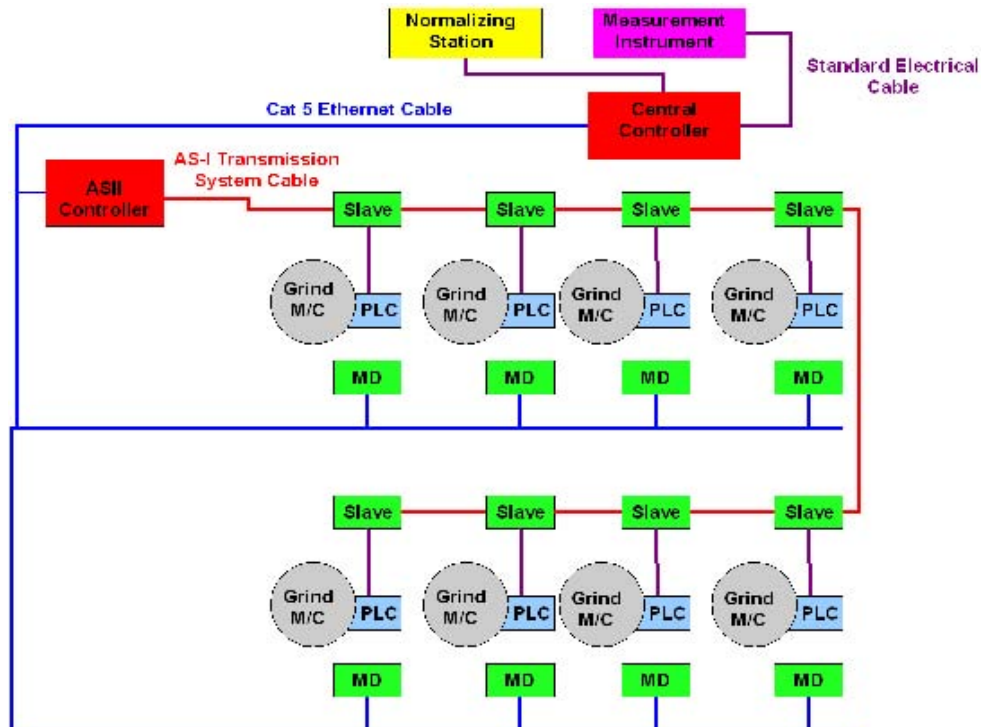 Normalizing
Station
Measurement
Instrument
Standard Electrical
Cable
Cat 5 Ethernet Cable
Central
Controller
AS-I Transmission
System Cable
ASII
Controller
Slave
Slave
Slave
Slave
Grind
M/C
PLC
Grind
M/C
PLC
Grind
M/C
PLC
Grind
M/C
PLC
MD
MD
MD
MD
Slave
Slave
Slave
Slave
Grind
M/C
PLC
Grind
M/C
PLC
Grind
M/C
PLC
Grind
M/C
PLC
MD
MD
MD
MD